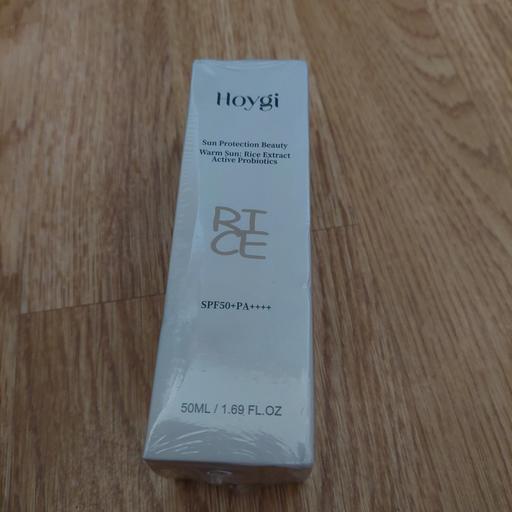 Hoygi
Sun Protection Beauty
Warm Sun: Rice Extract
Active Probiotics
RI
CE
SPF50+PA++++
50ML / 1.69 FL.OZ